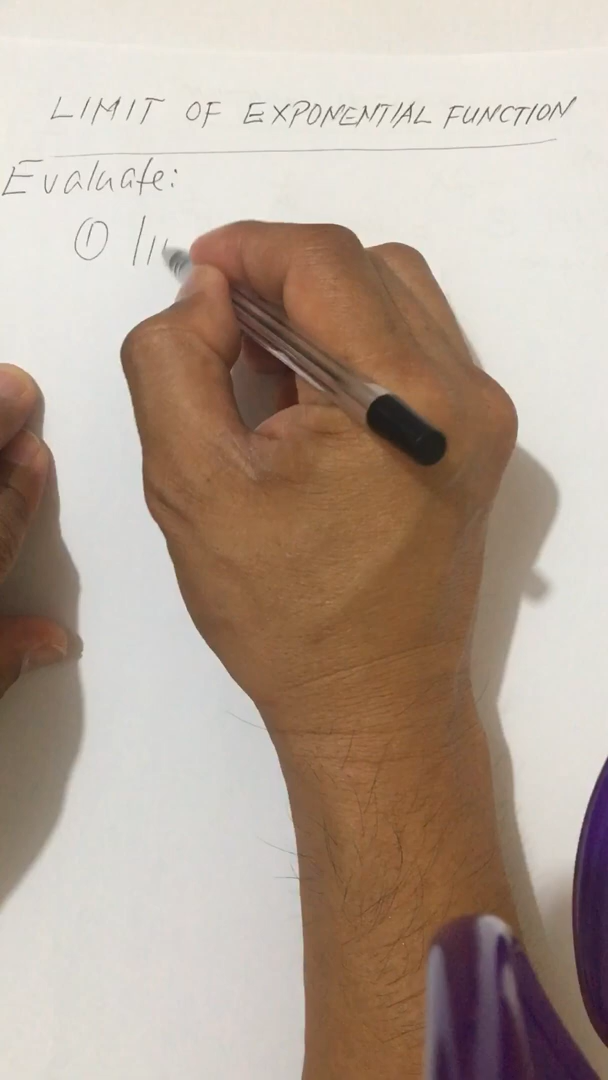 LIMIT OF EXPONENTIAL FUNCTION
Evaluate:
①